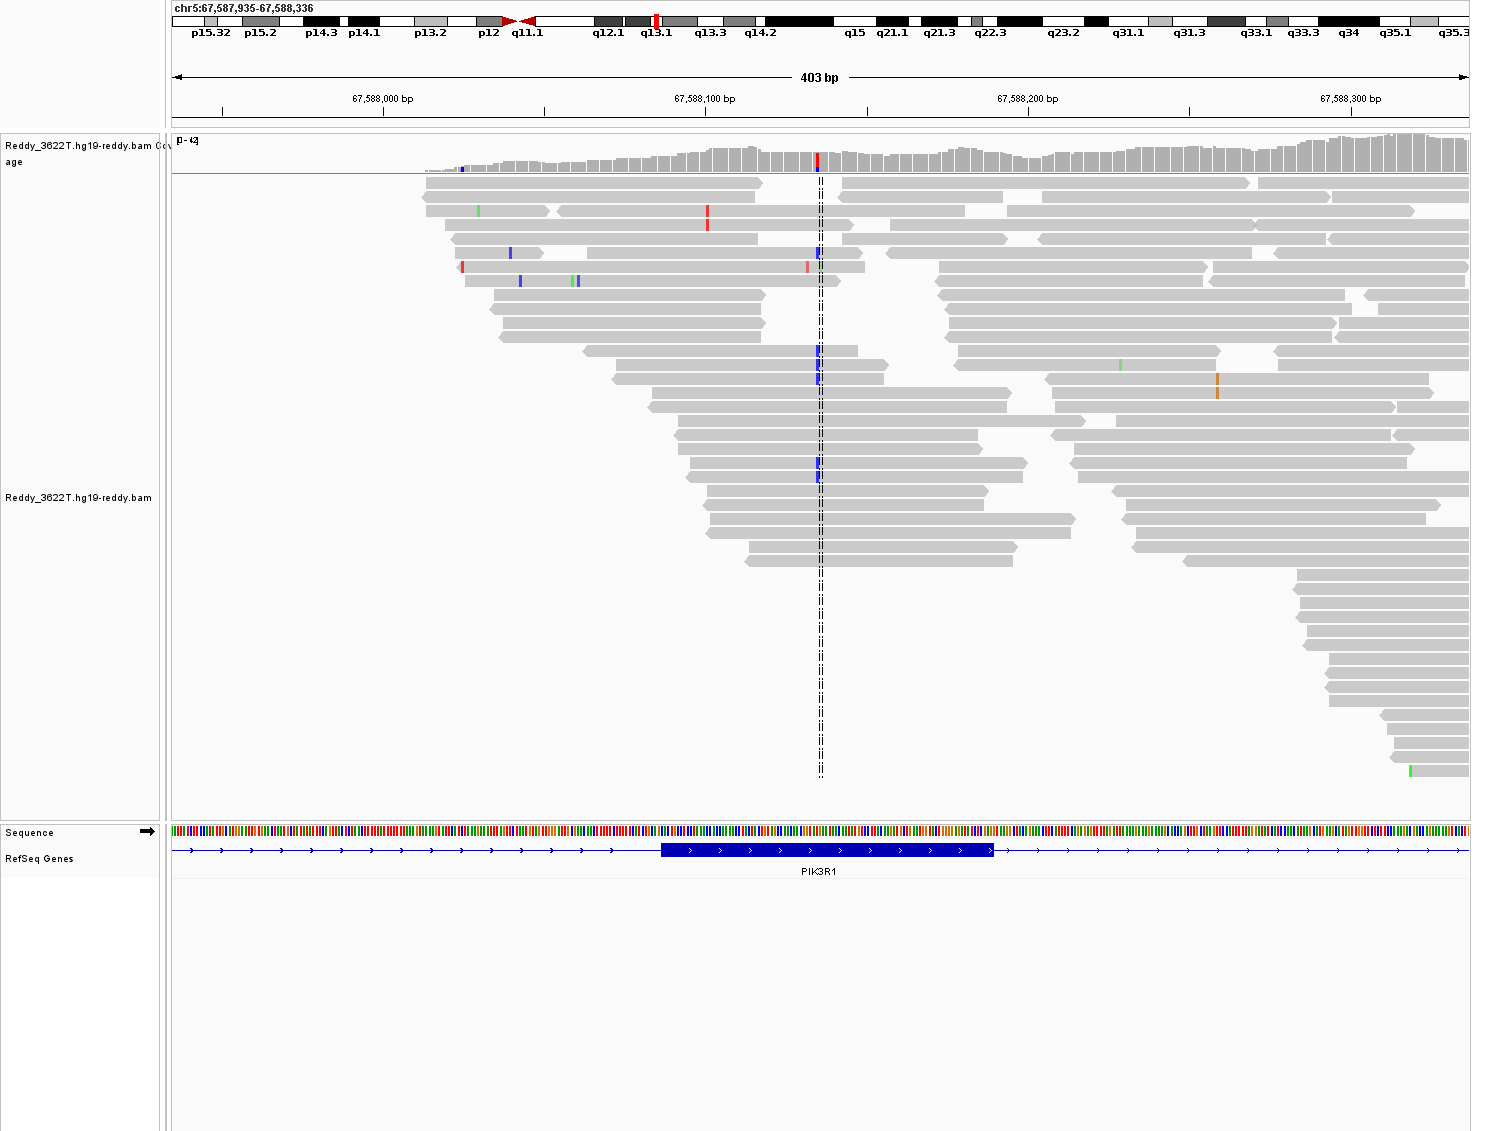 chr5:67,587,935-67,588,336
p15.32 p15.2 p14.3 p14.1 p13.2 p12 q11.1 q12.1 q13.1 q13.3 q14.2 q15 q21.1 q21.3 q22.3 q23.2 q31.1 q31.3 q33.1 q33.3 q34 q35.1 q35.3
403 bp
67,588,000 bp 67,588,100 bp 67,588,200 bp 67,588,300 bp
Reddy_3622T.hg19-reddy.bam Cov
age
[0 - 42]
Reddy_3622T.hg19-reddy.bam
Sequence
RefSeq Genes
PIK3R1